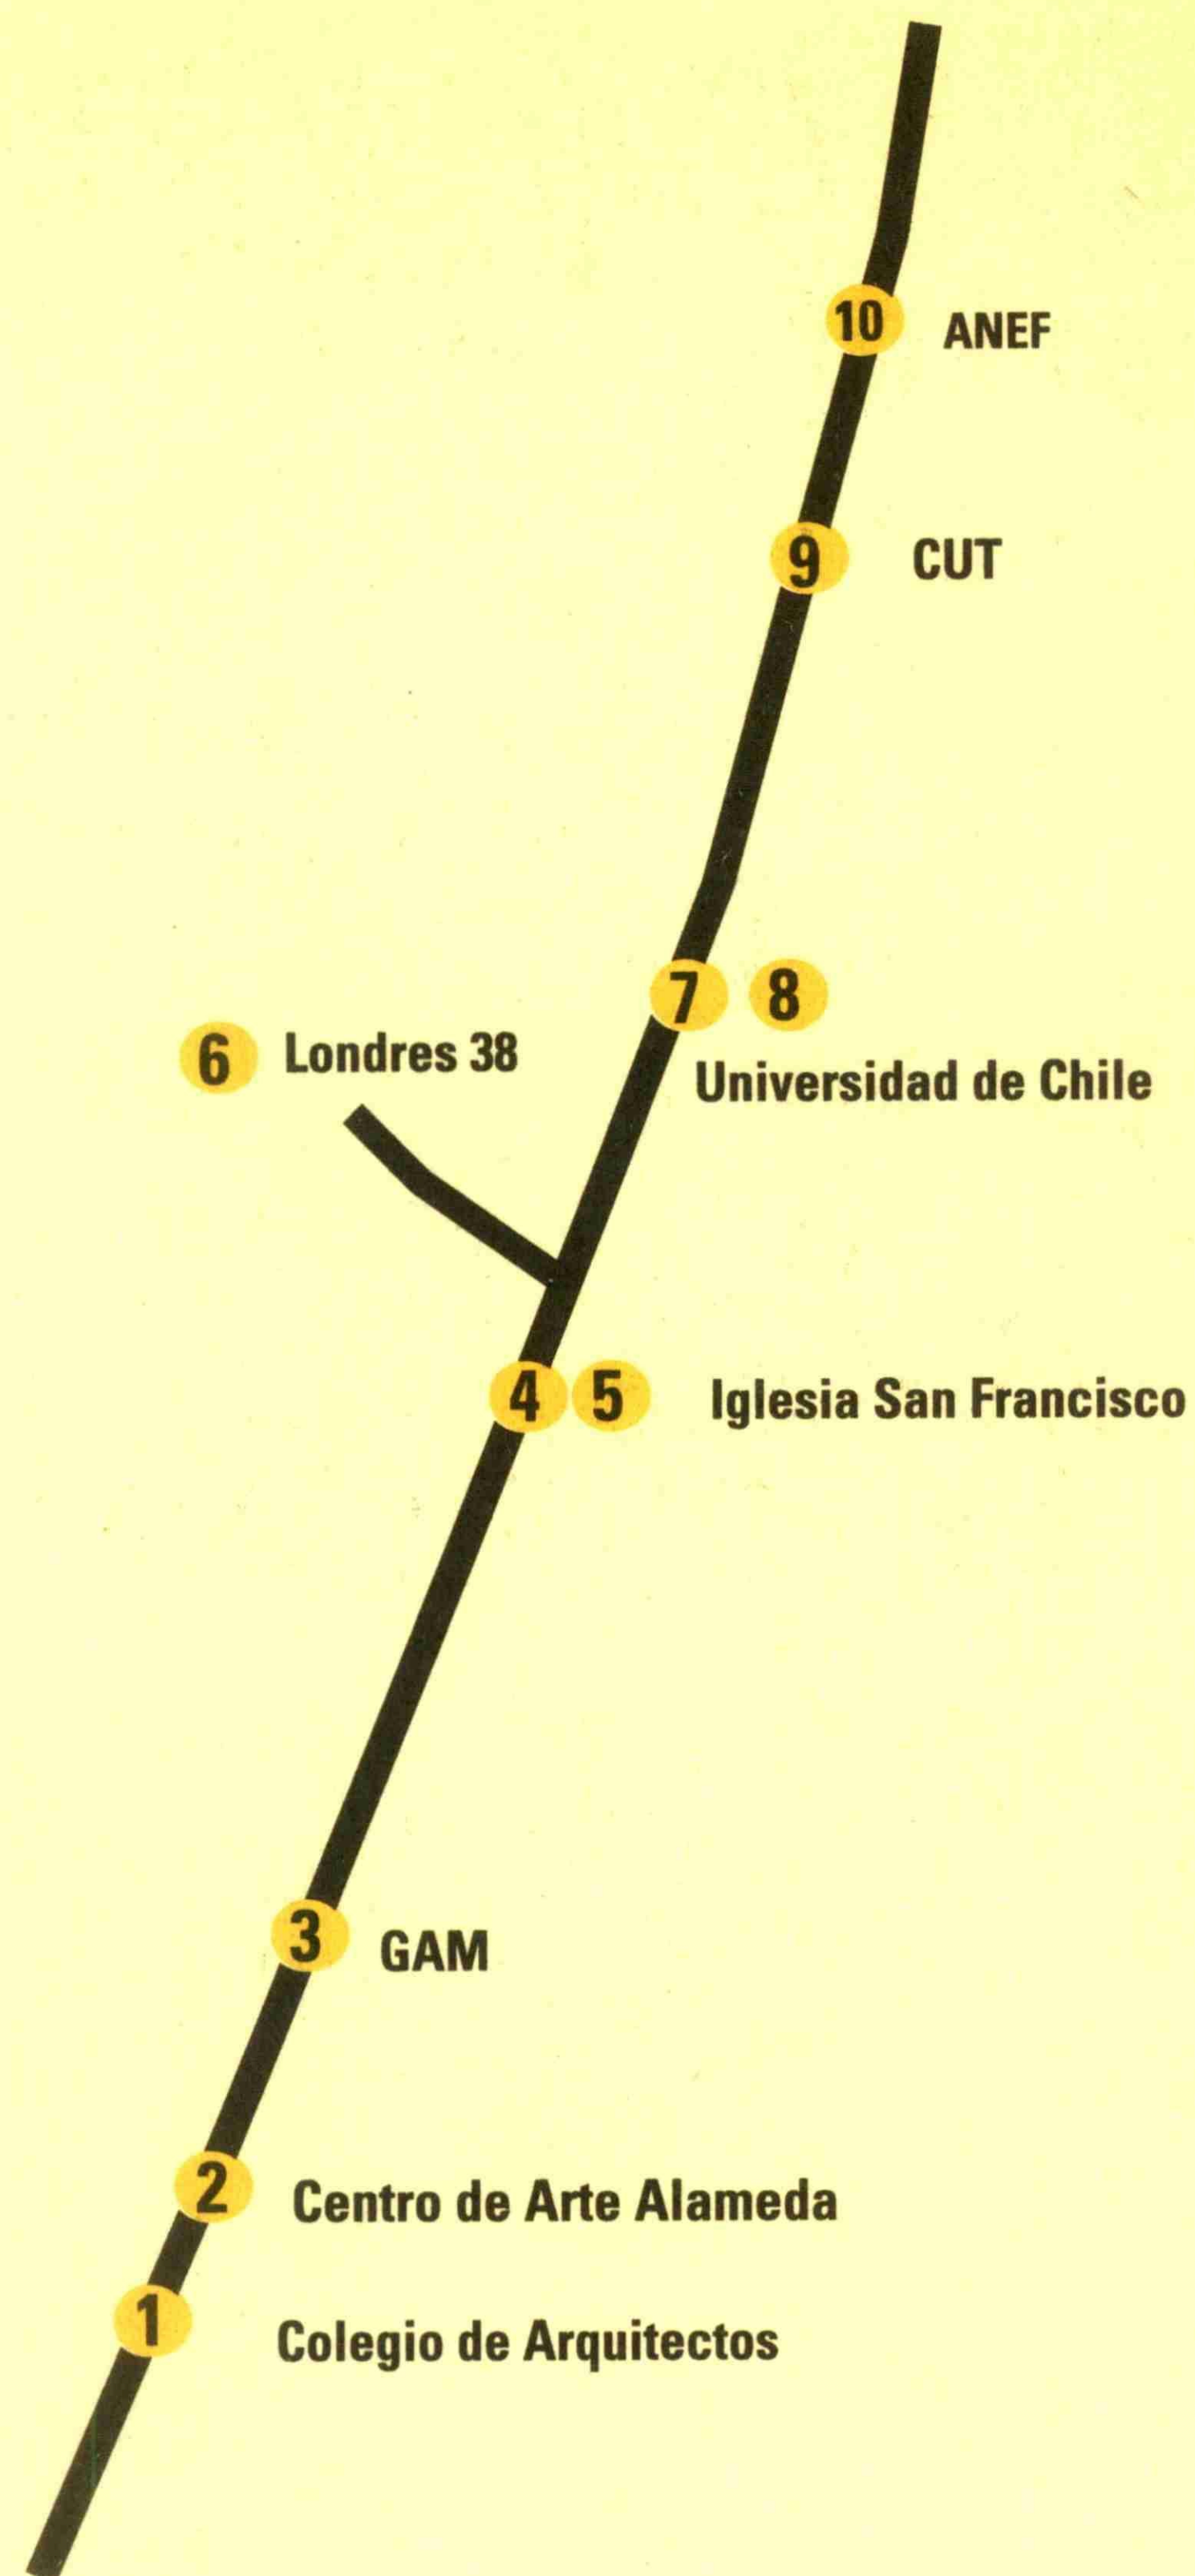 10 ANEF
9 CUT
7 8
Universidad de Chile
6 Londres 38
4 5 Iglesia San Francisco
3 GAM
2 Centro de Arte Alameda
1 Colegio de Arquitectos